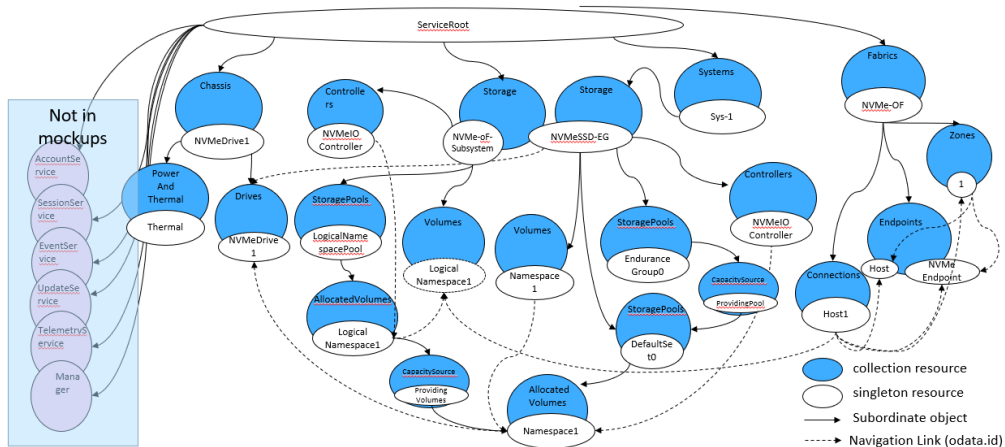 ServiceRoot
Not in
mockups
AccountSe
rvice
SessionSer
vice
EventSer
vice
UpdateSe
rvice
TelemetryS
ervice
Mana
ger
Chassis
NVMeDrive1
Power
And
Thermal
Thermal
Drives
NVMeDrive
1
Controlle
rs
NVMeIO
Controller
Storage
NVMe-oF-
Subsystem
StoragePools
LogicalNam
espacePool
AllocatedVolumes
Logical
Namespace1
CapacitySource
Providing
Volumes
Volumes
Logical
Namespace1
Storage
NVMeSSD-EG
Volumes
Namespace
1
StoragePools
Endurance
Group0
CapacitySource
ProvidingPool
StoragePools
DefaultSe
t0
Allocated
Volumes
Namespace1
Systems
Sys-1
Controllers
NVMeIO
Controller
Fabrics
NVMe-OF
Zones
1
Endpoints
Host
NVMe
Endpoint
Connections
Host1
collection resource
singleton resource
Subordinate object
Navigation Link (odata.id)